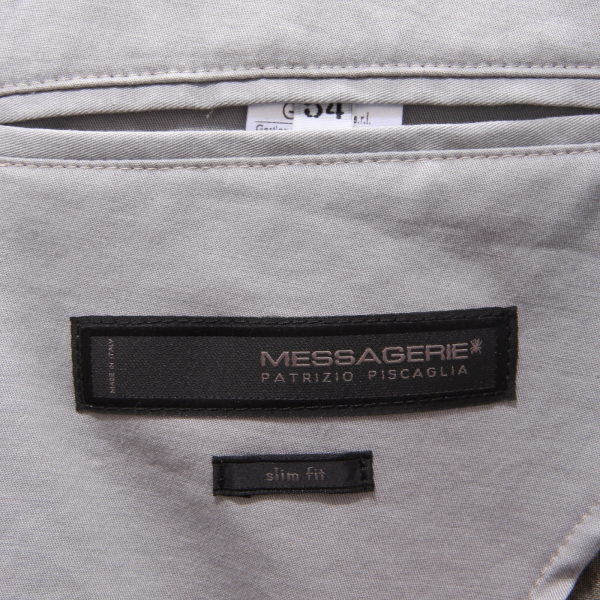 G 54 s.r.l.
MADE IN ITALY
MESSAGERIE
PATRIZIO PISCAGLIA
slim fit